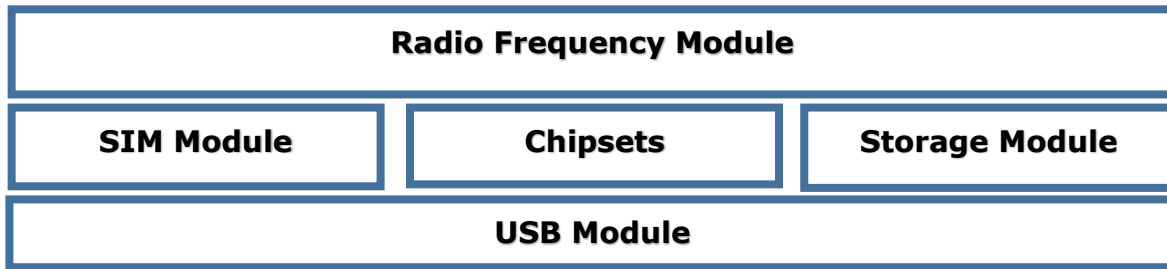 Radio Frequency Module
SIM Module
Chipsets
Storage Module
USB Module